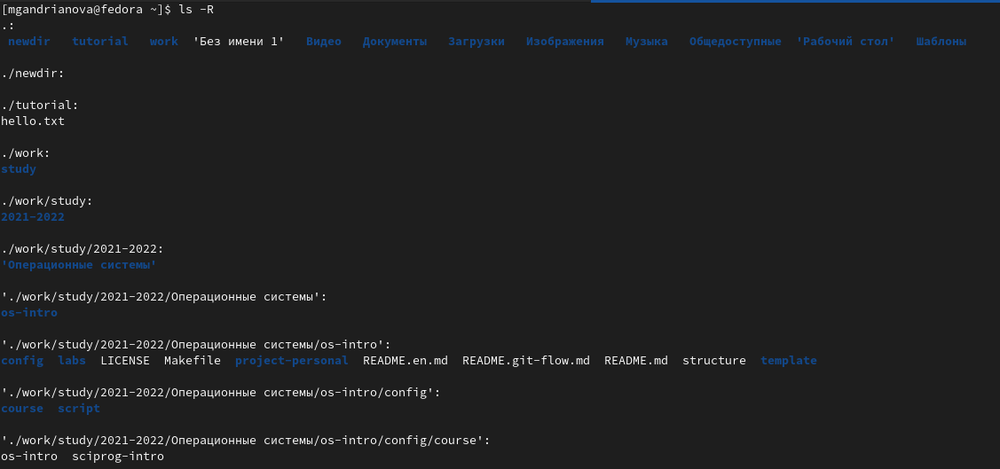 [mgandrianova@fedora ~]$ ls -R
.:
newdir tutorial work 'Без имени 1' Видео Документы Загрузки Изображения Музыка Общедоступные 'Рабочий стол' Шаблоны
./newdir:
./tutorial:
hello.txt
./work:
study
./work/study:
2021-2022
./work/study/2021-2022:
'Операционные системы'
'./work/study/2021-2022/Операционные системы':
os-intro
'./work/study/2021-2022/Операционные системы/os-intro':
config labs LICENSE Makefile project-personal README.en.md README.git-flow.md README.md structure template
'./work/study/2021-2022/Операционные системы/os-intro/config':
course script
'./work/study/2021-2022/Операционные системы/os-intro/config/course':
os-intro sciprog-intro